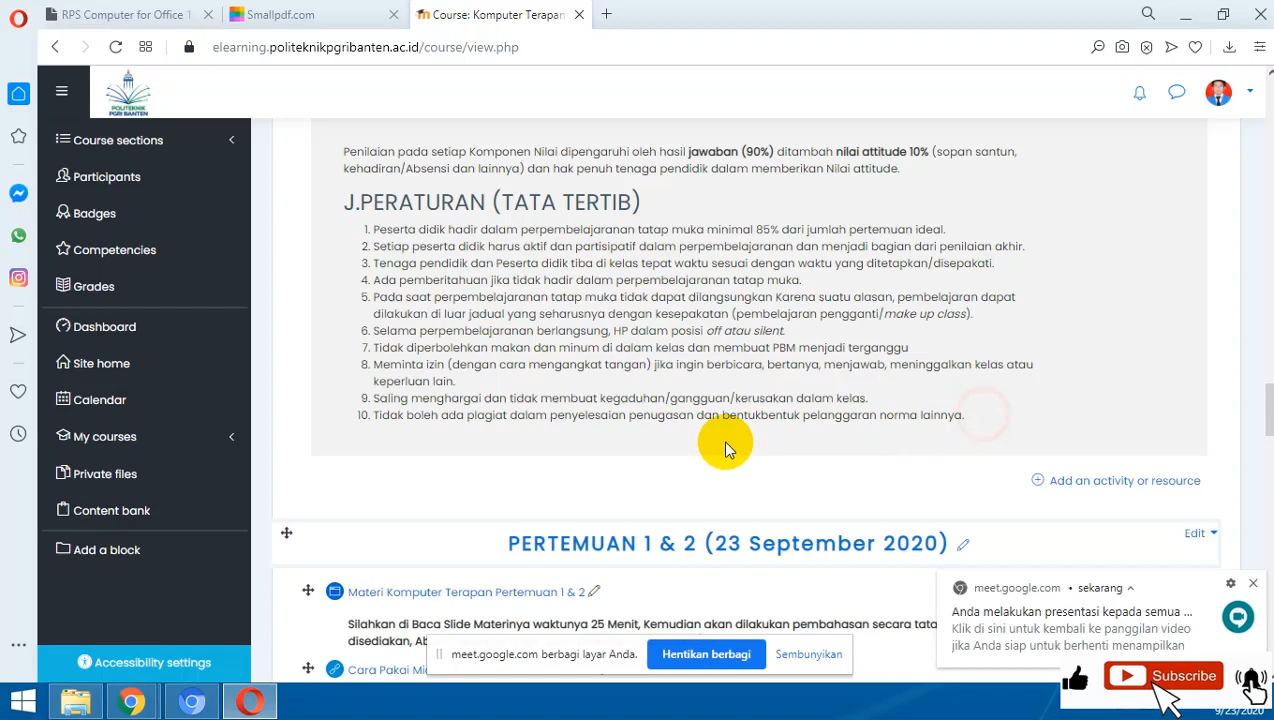 RPS Computer for Office 1
Smallpdf.com
Course: Komputer Terapan
elearning.politeknikpgribanten.ac.id/course/view.php
POLITEKNIK
PGRI BANTEN
Course sections
Participants
Badges
Competencies
Grades
Dashboard
Site home
Calendar
My courses
Private files
Content bank
Add a block
Accessibility settings
Penilaian pada setiap Komponen Nilai dipengaruhi oleh hasil jawaban (90%) ditambah nilai attitude 10% (sopan santun,
kehadiran/Absensi dan lainnya) dan hak penuh tenaga pendidik dalam memberikan Nilai attitude.
J.PERATURAN (TATA TERTIB)
1. Peserta didik hadir dalam perpembelajaranan tatap muka minimal 85% dari jumlah pertemuan ideal.
2. Setiap peserta didik harus aktif dan partisipatif dalam perpembelajaranan dan menjadi bagian dari penilaian akhir.
3. Tenaga pendidik dan Peserta didik tiba di kelas tepat waktu sesuai dengan waktu yang ditetapkan/disepakati.
4. Ada pemberitahuan jika tidak hadir dalam perpembelajaranan tatap muka.
5. Pada saat perpembelajaranan tatap muka tidak dapat dilangsungkan Karena suatu alasan, pembelajaran dapat
dilakukan di luar jadual yang seharusnya dengan kesepakatan (pembelajaran pengganti/make up class).
6. Selama perpembelajaranan berlangsung, HP dalam posisi off atau silent.
7. Tidak diperbolehkan makan dan minum di dalam kelas dan membuat PBM menjadi terganggu
8. Meminta izin (dengan cara mengangkat tangan) jika ingin berbicara, bertanya, menjawab, meninggalkan kelas atau
keperluan lain.
9. Saling menghargai dan tidak membuat kegaduhan/gangguan/kerusakan dalam kelas.
10. Tidak boleh ada plagiat dalam penyelesaian penugasan dan bentukbentuk pelanggaran norma lainnya.
Add an activity or resource
PERTEMUAN 1 & 2 (23 September 2020)
Edit
Materi Komputer Terapan Pertemuan 1 & 2
Silahkan di Baca Slide Materinya waktunya 25 Menit, Kemudian akan dilakukan pembahasan secara tata
disediakan, Ab
Cara Pakai Mi
meet.google.com berbagi layar Anda.
Hentikan berbagi
Sembunyikan
meet.google.com • sekarang
Anda melakukan presentasi kepada semua ...
Klik di sini untuk kembali ke panggilan video
jika Anda siap untuk berhenti menampilkan
Subscribe
9/23/2020